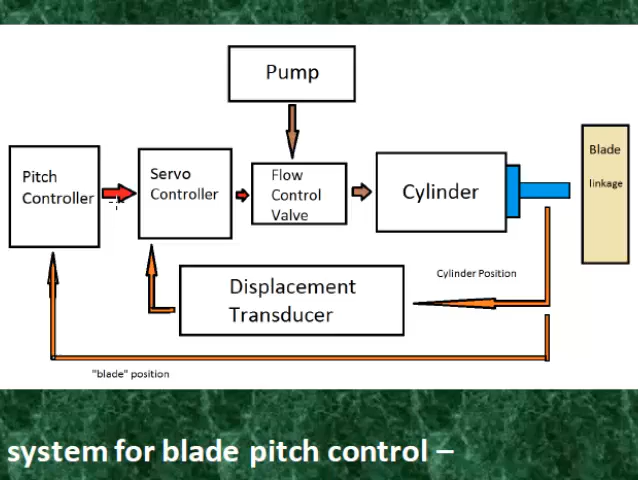 Pump
Pitch
Controller
Servo
Controller
Flow
Control
Valve
Cylinder
Blade
linkage
Cylinder Position
Displacement
Transducer
"blade" position
system for blade pitch control –